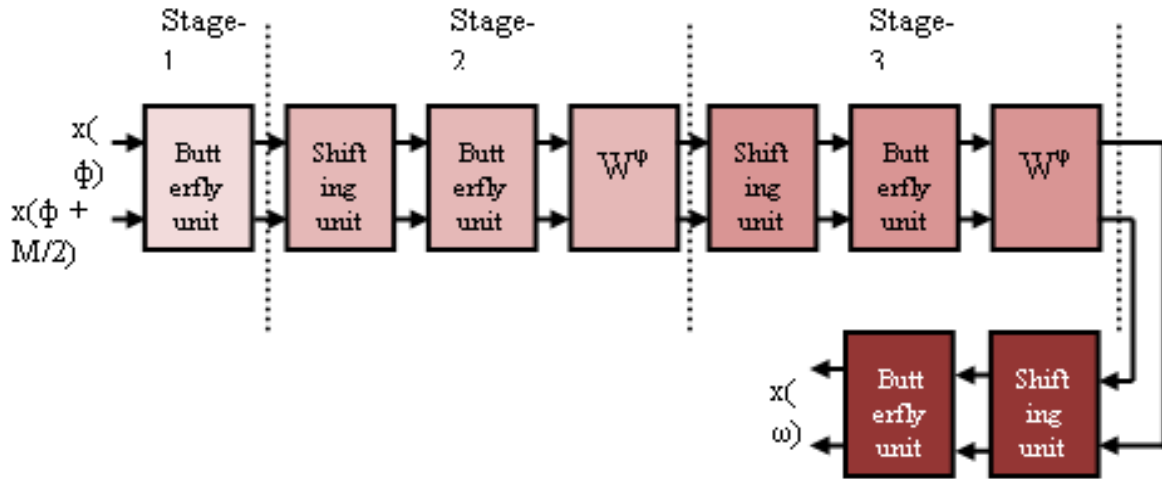 Stage-
1
Stage-
2
Stage-
3
x(
ϕ)
x(ϕ +
M/2)
Butt
erfly
unit
Shift
ing
unit
Butt
erfly
unit
W^φ
Shift
ing
unit
Butt
erfly
unit
W^φ
x(
ω)
Butt
erfly
unit
Shift
ing
unit